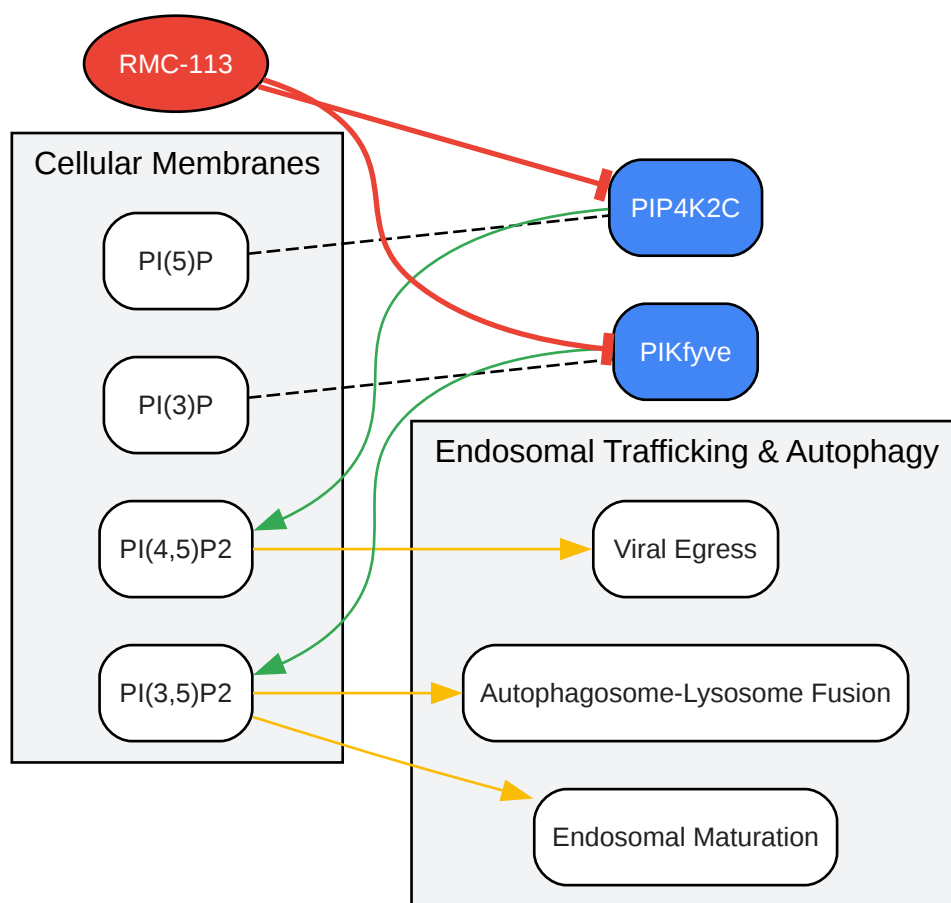 RMC-113
Cellular Membranes
PI(5)P
PI(3)P
PI(4,5)P2
PI(3,5)P2
PIP4K2C
PIKfyve
Endosomal Trafficking & Autophagy
Viral Egress
Autophagosome-Lysosome Fusion
Endosomal Maturation